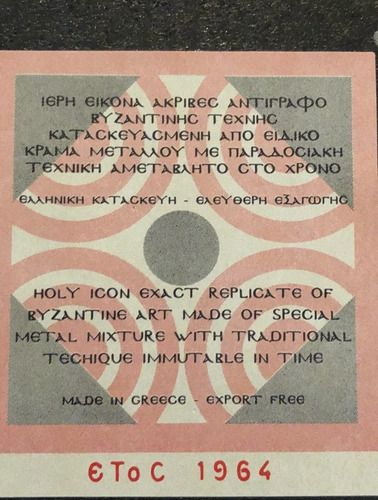 ΙΕΡΗ ΕΙΚΟΝΑ ΑΚΡΙΒΕϹ ΑΝΤΙΓΡΑΦΟ
ΒΥΖΑΝΤΙΝΗϹ ΤΕΧΝΗϹ
ΚΑΤΑϹΚΕΥΑϹΜΕΝΗ ΑΠΟ ΕΙΔΙΚΟ
ΚΡΑΜΑ ΜΕΤΑΛΛΟΥ ΜΕ ΠΑΡΑΔΟϹΙΑΚΗ
ΤΕΧΝΙΚΗ ΑΜΕΤΑΒΛΗΤΟ ϹΤΟ ΧΡΟΝΟ
ΕΛΛΗΝΙΚΗ ΚΑΤΑϹΚΕΥΗ - ΕΛΕΥΘΕΡΗ ΕΞΑΓΩΓΗϹ
HOLY ICON EXACT REPLICATE OF
BYZANTINE ART MADE OF SPECIAL
METAL MIXTURE WITH TRADITIONAL
TECHIQUE IMMUTABLE IN TIME
MADE IN GREECE - EXPORT FREE
ΕΤοϹ 1964